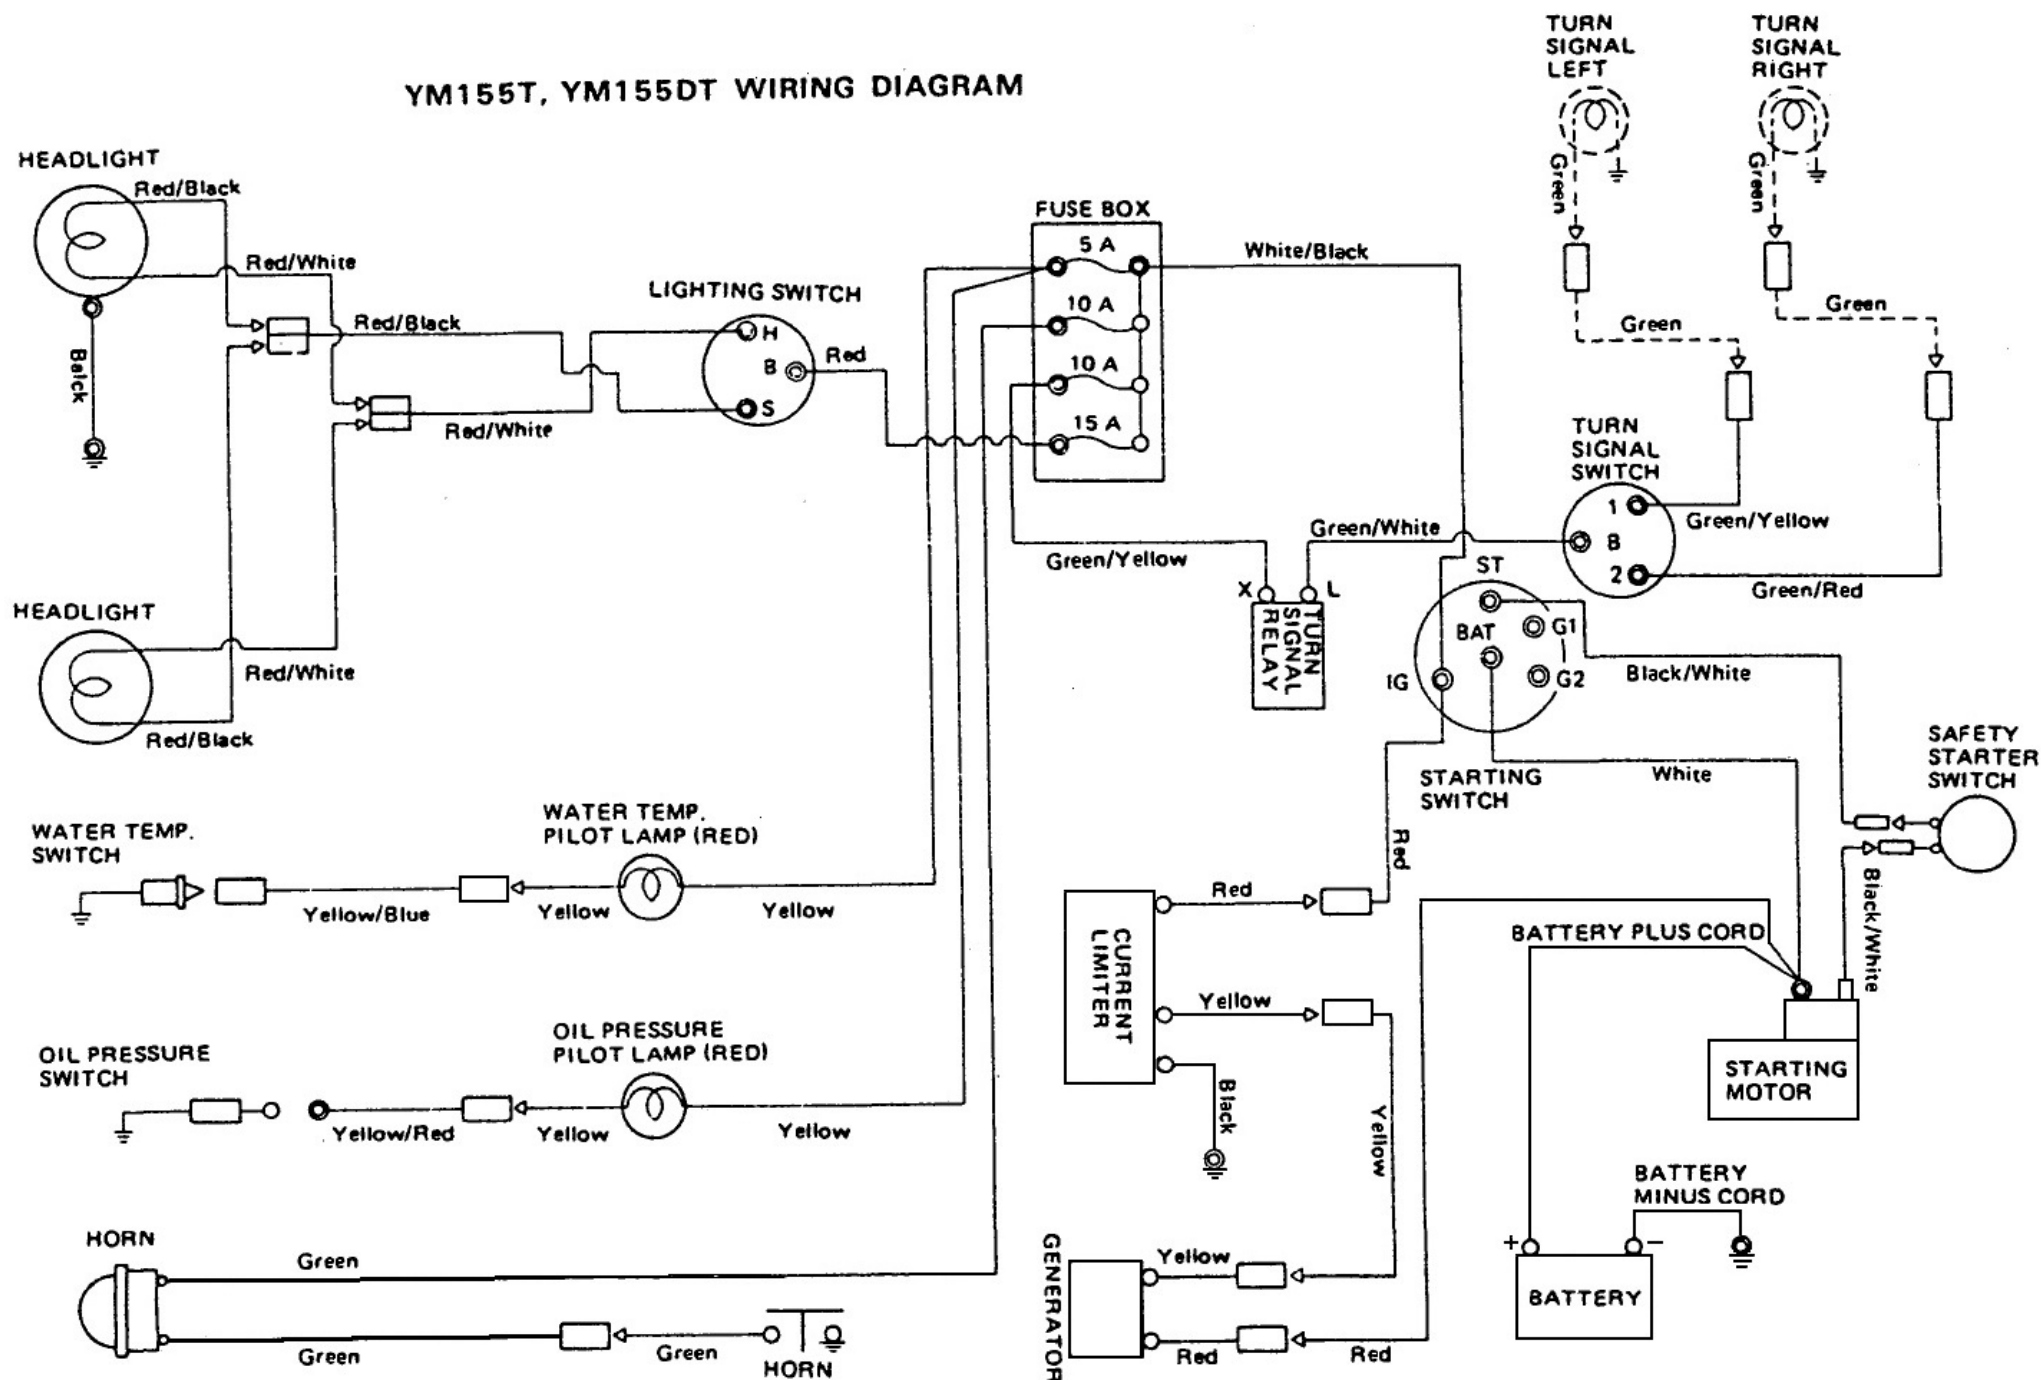 YM155T, YM155DT WIRING DIAGRAM
TURN
SIGNAL
LEFT
TURN
SIGNAL
RIGHT
Green
Green
HEADLIGHT
Red/Black
Red/White
Balck
Red/Black
Red/White
LIGHTING SWITCH
H
B
S
Red
FUSE BOX
5 A
10 A
10 A
15 A
White/Black
Green
Green
TURN
SIGNAL
SWITCH
1
B
2
Green/Yellow
Green/Red
Green/White
Green/Yellow
X
L
TURN
SIGNAL
RELAY
ST
BAT
G1
G2
IG
Black/White
STARTING
SWITCH
White
SAFETY
STARTER
SWITCH
HEADLIGHT
Red/White
Red/Black
WATER TEMP.
SWITCH
Yellow/Blue
WATER TEMP.
PILOT LAMP (RED)
Yellow
Yellow
Red
Red
CURRENT
LIMITER
Yellow
Black
Yellow
BATTERY PLUS CORD
Black/White
STARTING
MOTOR
OIL PRESSURE
SWITCH
Yellow/Red
OIL PRESSURE
PILOT LAMP (RED)
Yellow
Yellow
HORN
Green
Green
Green
HORN
GENERATOR
Yellow
Red
Red
BATTERY
MINUS CORD
+
−
BATTERY